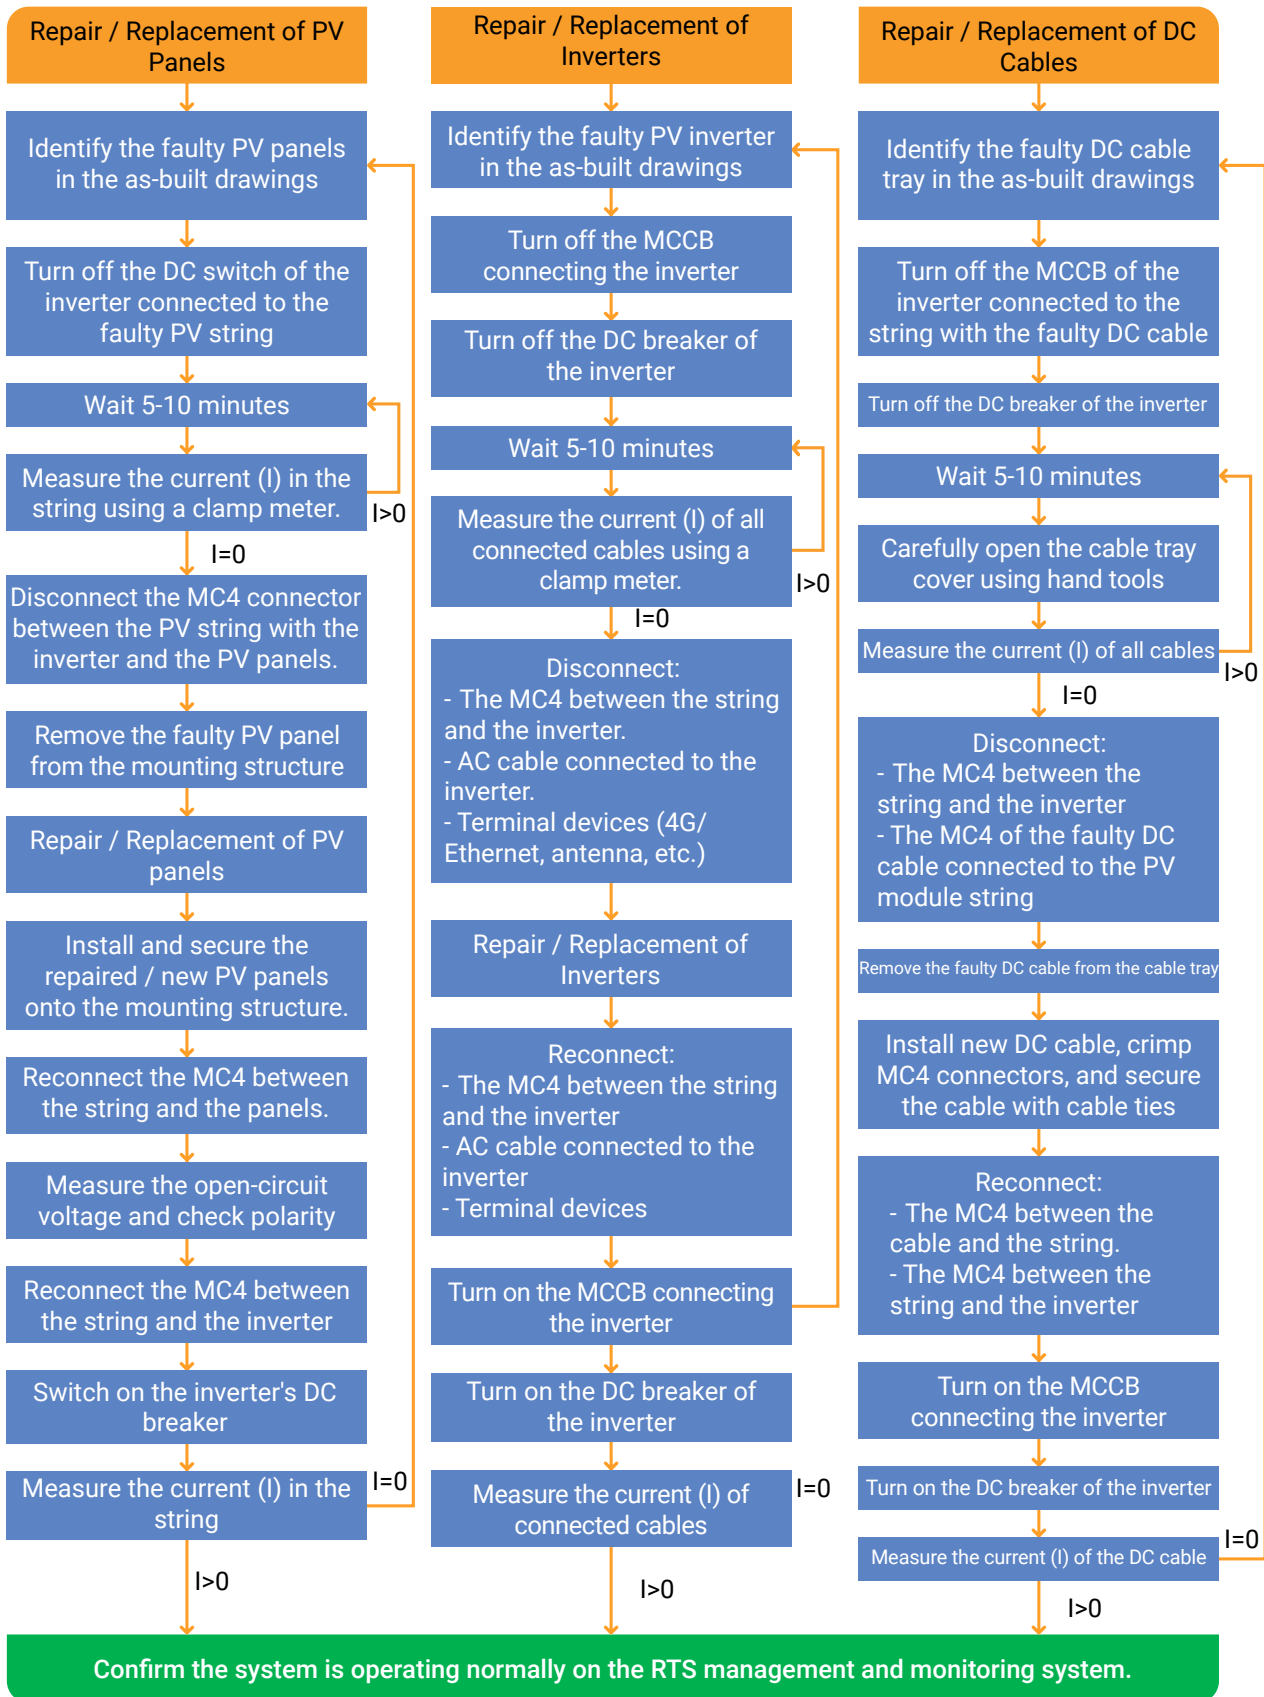 Repair / Replacement of PV
Panels
Identify the faulty PV panels
in the as-built drawings
Turn off the DC switch of the
inverter connected to the
faulty PV string
Wait 5-10 minutes
Measure the current (I) in the
string using a clamp meter.
I>0
I=0
Disconnect the MC4 connector
between the PV string with the
inverter and the PV panels.
Remove the faulty PV panel
from the mounting structure
Repair / Replacement of PV
panels
Install and secure the
repaired / new PV panels
onto the mounting structure.
Reconnect the MC4 between
the string and the panels.
Measure the open-circuit
voltage and check polarity
Reconnect the MC4 between
the string and the inverter
Switch on the inverter's DC
breaker
Measure the current (I) in the
string
I=0
I>0
Repair / Replacement of
Inverters
Identify the faulty PV inverter
in the as-built drawings
Turn off the MCCB
connecting the inverter
Turn off the DC breaker of
the inverter
Wait 5-10 minutes
Measure the current (I) of all
connected cables using a
clamp meter.
I>0
I=0
Disconnect:
- The MC4 between the string
and the inverter.
- AC cable connected to the
inverter.
- Terminal devices (4G/
Ethernet, antenna, etc.)
Repair / Replacement of
Inverters
Reconnect:
- The MC4 between the string
and the inverter
- AC cable connected to the
inverter
- Terminal devices
Turn on the MCCB connecting
the inverter
Turn on the DC breaker of
the inverter
Measure the current (I) of
connected cables
I=0
I>0
Repair / Replacement of DC
Cables
Identify the faulty DC cable
tray in the as-built drawings
Turn off the MCCB of the
inverter connected to the
string with the faulty DC cable
Turn off the DC breaker of the inverter
Wait 5-10 minutes
Carefully open the cable tray
cover using hand tools
Measure the current (I) of all cables
I>0
I=0
Disconnect:
- The MC4 between the
string and the inverter
- The MC4 of the faulty DC
cable connected to the PV
module string
Remove the faulty DC cable from the cable tray
Install new DC cable, crimp
MC4 connectors, and secure
the cable with cable ties
Reconnect:
- The MC4 between the
cable and the string.
- The MC4 between the
string and the inverter
Turn on the MCCB
connecting the inverter
Turn on the DC breaker of the inverter
Measure the current (I) of the DC cable
I=0
I>0
Confirm the system is operating normally on the RTS management and monitoring system.